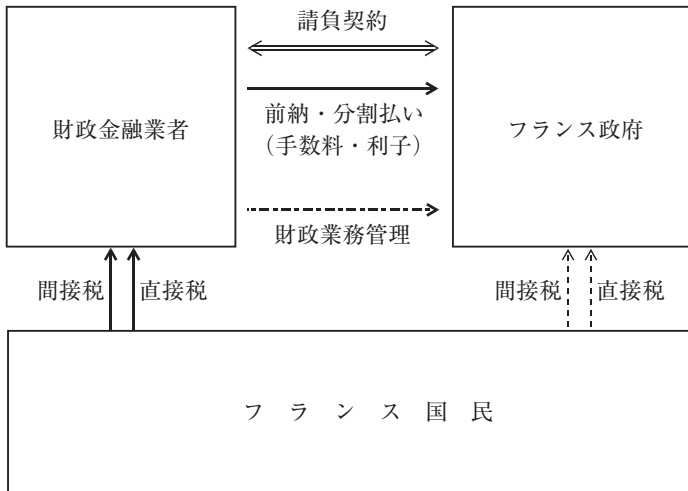 請負契約
財政金融業者
前納・分割払い
(手数料・利子)
フランス政府
財政業務管理
間接税
直接税
間接税
直接税
フランス国民